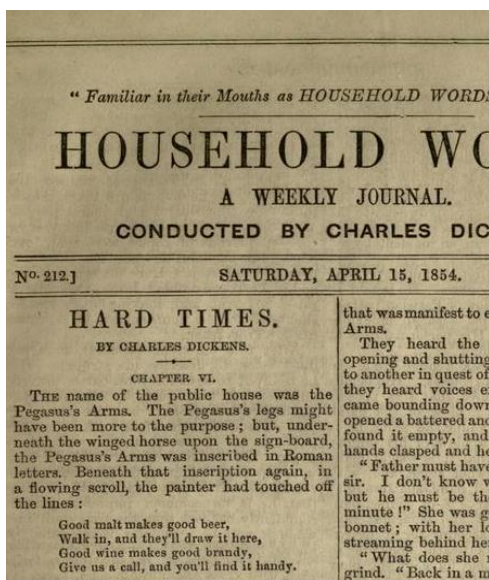 “ Familiar in their Mouths as HOUSEHOLD WORDS
HOUSEHOLD
A WEEKLY JOURNAL.
CONDUCTED BY CHARLES
No. 212.]
SATURDAY, APRIL 15, 1854.
HARD TIMES.
BY CHARLES DICKENS.
CHAPTER VI.
THE name of the public house was the
Pegasus’s Arms. The Pegasus’s legs might
have been more to the purpose; but, under-
neath the winged horse upon the sign-board,
the Pegasus’s Arms was inscribed in Roman
letters. Beneath that inscription again, in
a flowing scroll, the painter had touched off
the lines:
Good malt makes good beer,
Walk in, and they’ll draw it here,
Good wine makes good brandy,
Give us a call, and you’ll find it handy.
that was manifest to
Arms.
They heard the
opening and shutting
to another in quest of
they heard voices
came bounding down
opened a battered and
found it empty, and
hands clasped and
“Father must have
sir. I don’t know
but he must be
minute!” She was
bonnet; with her
streaming behind
“What does she
grind. “Back in a